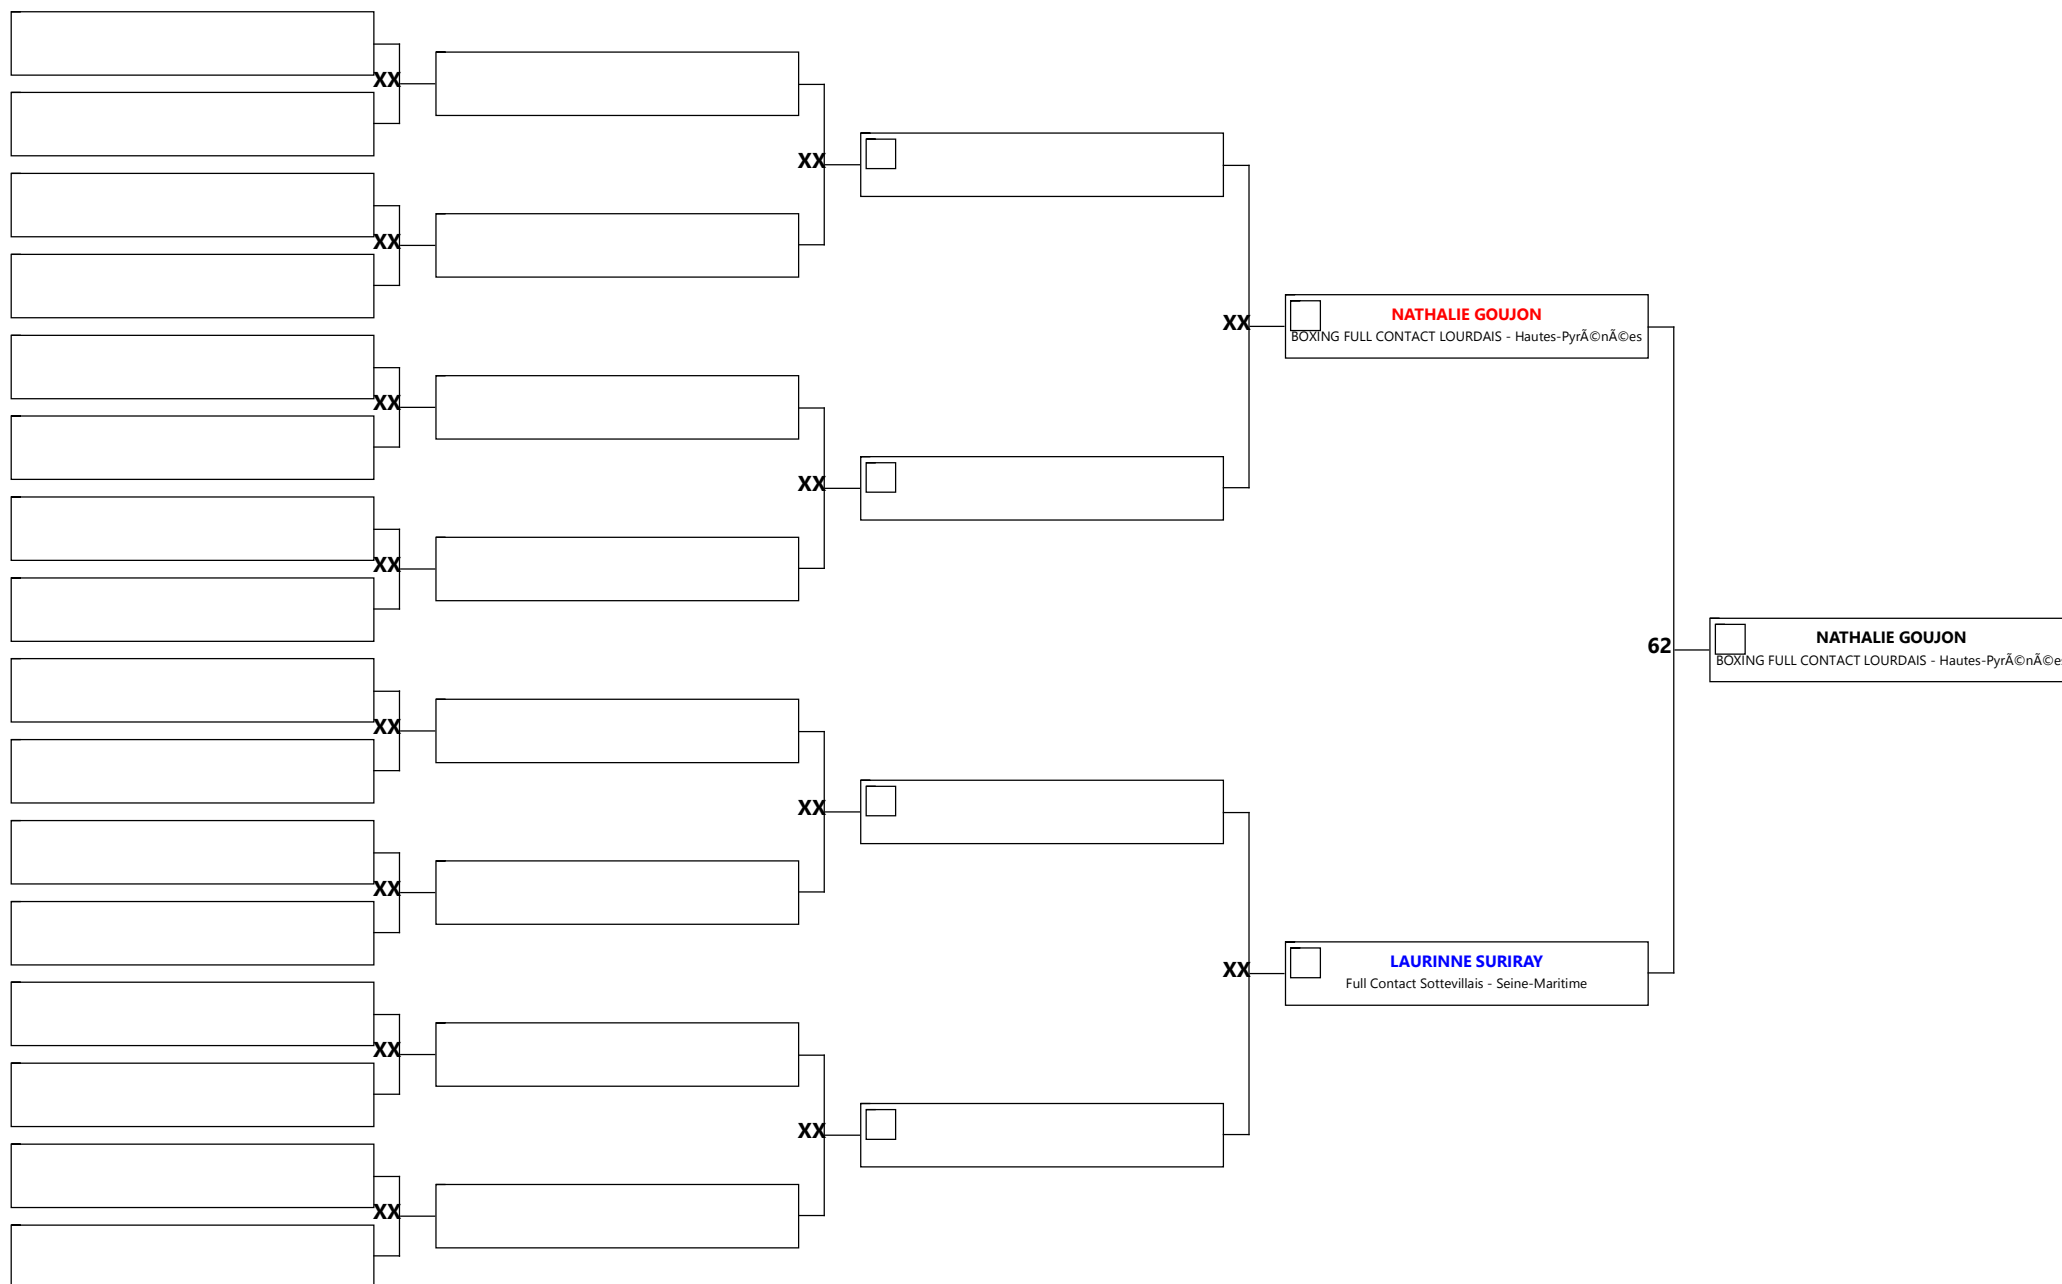 XX
XX
XX
XX
XX
XX
XX
NATHALIE GOUJON
BOXING FULL CONTACT LOURDAIS - Hautes-PyrÃ©nÃ©es
XX
62
NATHALIE GOUJON
BOXING FULL CONTACT LOURDAIS - Hautes-PyrÃ©nÃ©es
XX
XX
XX
XX
LAURINNE SURIRAY
Full Contact Sottevillais - Seine-Maritime
XX
XX
XX